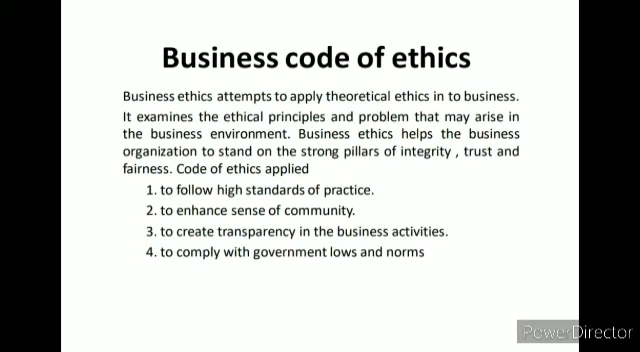 Business code of ethics
Business ethics attempts to apply theoretical ethics in to business.
It examines the ethical principles and problem that may arise in
the business environment. Business ethics helps the business
organization to stand on the strong pillars of integrity , trust and
fairness. Code of ethics applied
1. to follow high standards of practice.
2. to enhance sense of community.
3. to create transparency in the business activities.
4. to comply with government lows and norms
PowerDirector